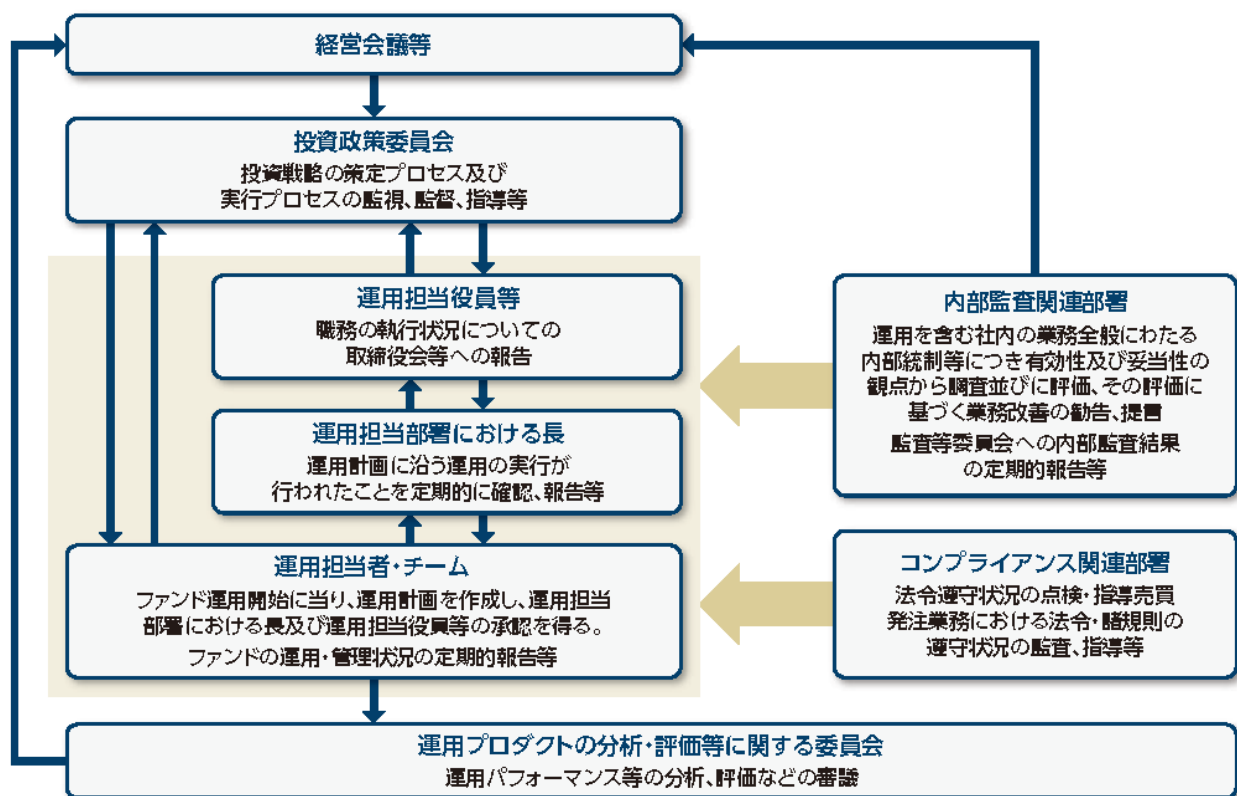 経営会議等
投資政策委員会
投資戦略の策定プロセス及び
実行プロセスの監視、監督、指導等
運用担当役員等
職務の執行状況についての
取締役会等への報告
運用担当部署における長
運用計画に沿う運用の実行が
行われたことを定期的に確認、報告等
運用担当者・チーム
ファンド運用開始に当り、運用計画を作成し、運用担当
部署における長及び運用担当役員等の承認を得る。
ファンドの運用・管理状況の定期的報告等
内部監査関連部署
運用を含む社内の業務全般にわたる
内部統制等につき有効性及び妥当性の
観点から調査並びに評価、その評価に
基づく業務改善の勧告、提言
監査等委員会への内部監査結果
の定期的報告等
コンプライアンス関連部署
法令遵守状況の点検・指導売買
発注業務における法令・諸規則の
遵守状況の監査、指導等
運用プロダクトの分析・評価等に関する委員会
運用パフォーマンス等の分析、評価などの審議